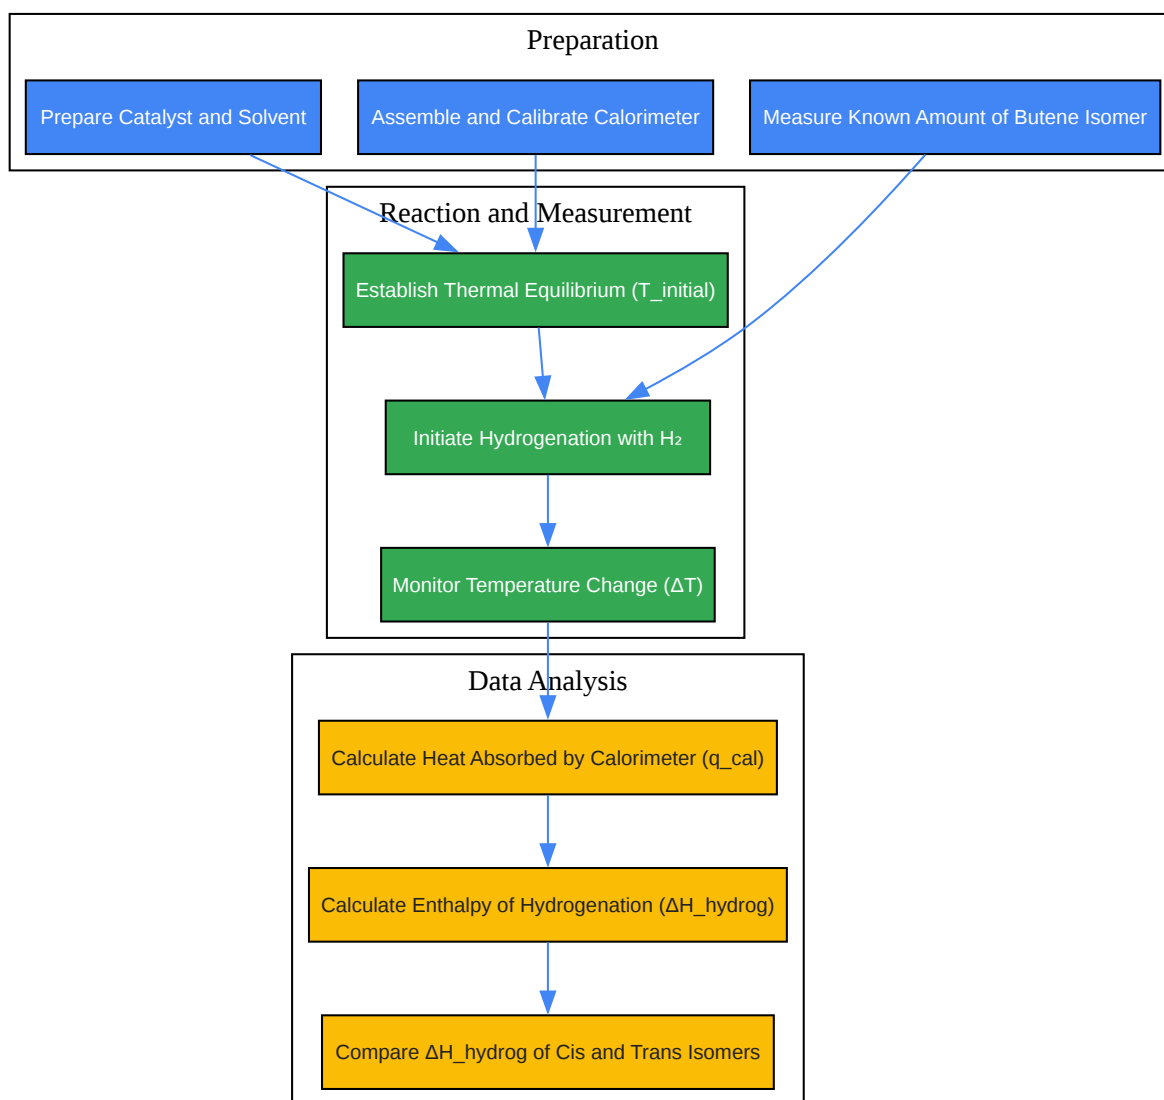 Preparation
Prepare Catalyst and Solvent
Assemble and Calibrate Calorimeter
Measure Known Amount of Butene Isomer
Reaction and Measurement
Establish Thermal Equilibrium (T_initial)
Initiate Hydrogenation with H₂
Monitor Temperature Change (ΔT)
Data Analysis
Calculate Heat Absorbed by Calorimeter (q_cal)
Calculate Enthalpy of Hydrogenation (ΔH_hydrog)
Compare ΔH_hydrog of Cis and Trans Isomers